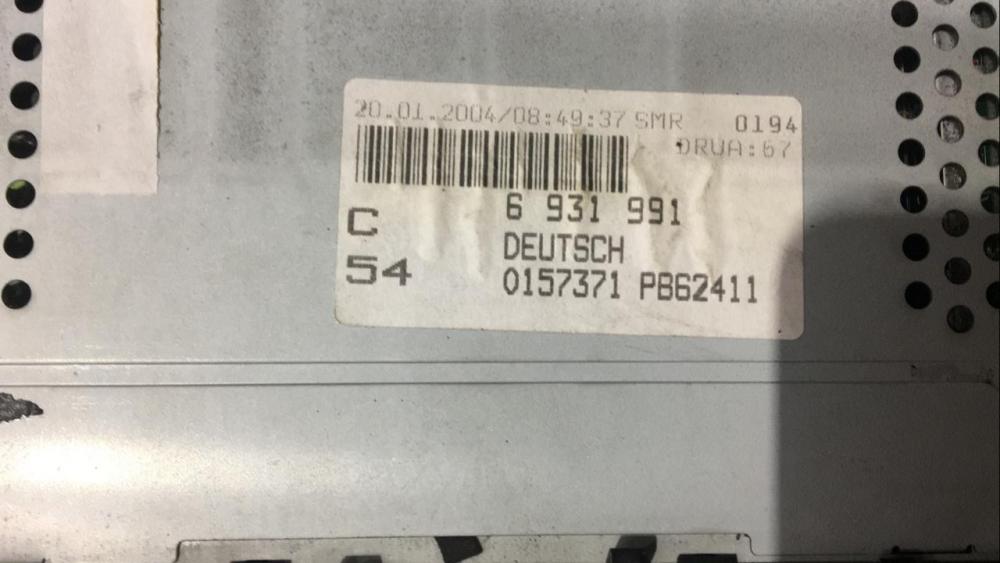 20.01.2004/08:49:37 SMR 0194
DRUA:67
6 931 991
C
DEUTSCH
54
0157371 PB62411